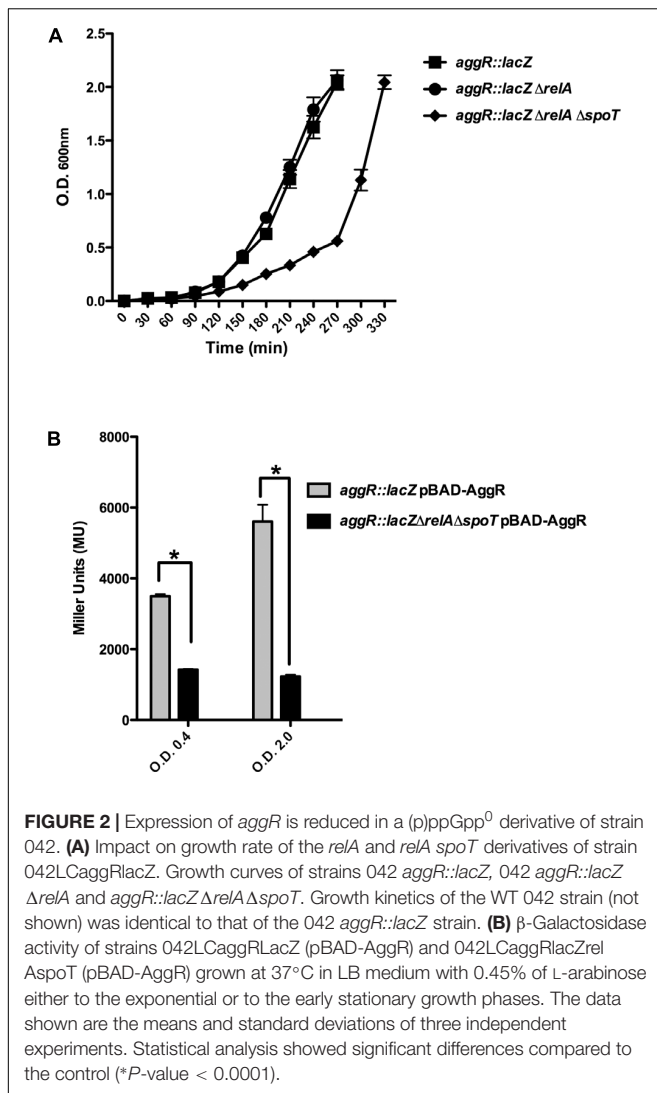 A
2.5
2.0
1.5
1.0
0.5
0.0
O.D. 600nm
0 30 60 90 120 150 180 210 240 270 300 330
Time (min)
aggR::lacZ
aggR::lacZ ΔrelA
aggR::lacZ ΔrelA ΔspoT
B
8000
6000
4000
2000
0
Miller Units (MU)
*
*
O.D. 0.4
O.D. 2.0
aggR::lacZ pBAD-AggR
aggR::lacZΔrelAΔspoT pBAD-AggR
FIGURE 2 | Expression of aggR is reduced in a (p)ppGpp⁰ derivative of strain
042. (A) Impact on growth rate of the relA and relA spoT derivatives of strain
042LCaggRlacZ. Growth curves of strains 042 aggR::lacZ, 042 aggR::lacZ
ΔrelA and aggR::lacZ ΔrelAΔspoT. Growth kinetics of the WT 042 strain (not
shown) was identical to that of the 042 aggR::lacZ strain. (B) β-Galactosidase
activity of strains 042LCaggRLacZ (pBAD-AggR) and 042LCaggRlacZrel
AspoT (pBAD-AggR) grown at 37°C in LB medium with 0.45% of L-arabinose
either to the exponential or to the early stationary growth phases. The data
shown are the means and standard deviations of three independent
experiments. Statistical analysis showed significant differences compared to
the control (*P-value < 0.0001).